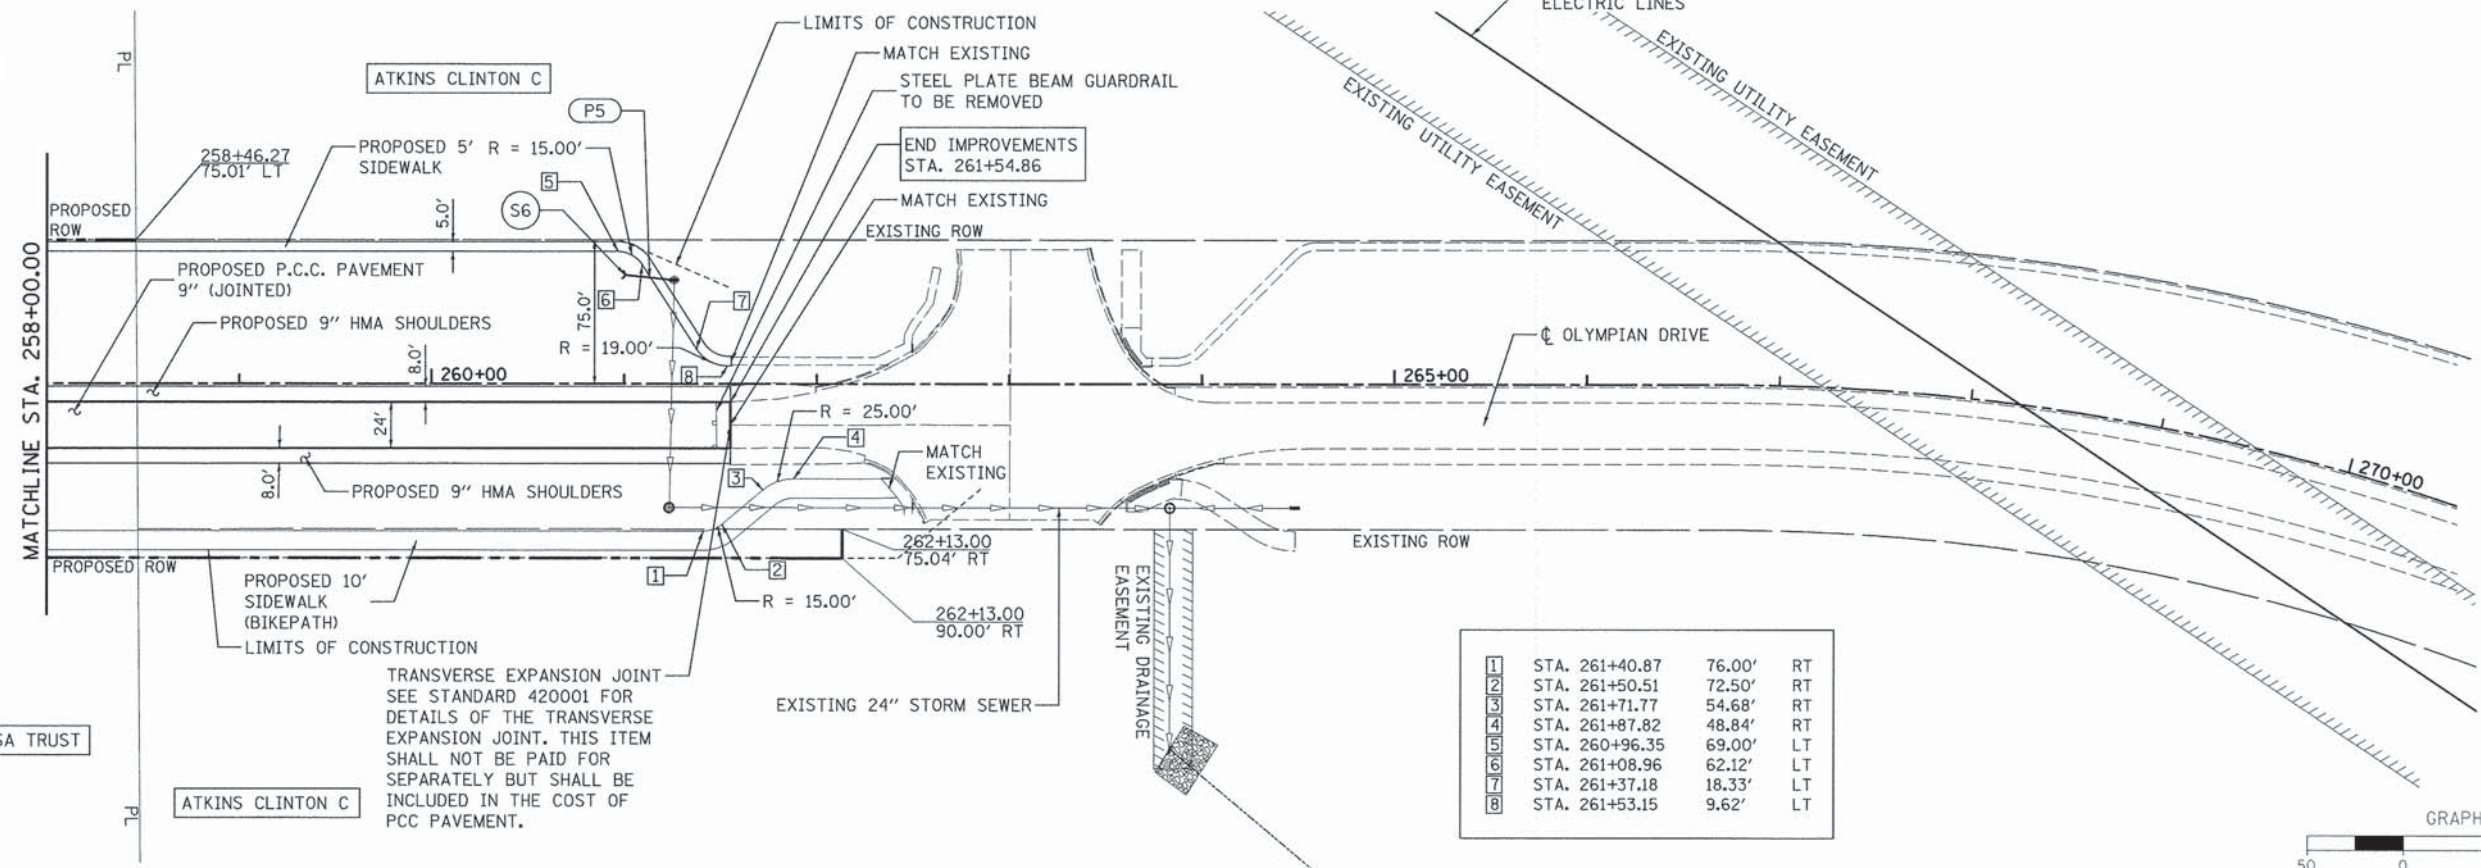 LIMITS OF CONSTRUCTION
MATCH EXISTING
STEEL PLATE BEAM GUARDRAIL
TO BE REMOVED
END IMPROVEMENTS
STA. 261+54.86
MATCH EXISTING
EXISTING ROW
PL
ATKINS CLINTON C
P5
258+46.27
75.01' LT
PROPOSED 5'
SIDEWALK
R = 15.00'
5
S6
PROPOSED
ROW
5.0'
MATCHLINE STA. 258+00.00
PROPOSED P.C.C. PAVEMENT
9" (JOINTED)
PROPOSED 9" HMA SHOULDERS
75.0'
6
7
R = 19.00'
8
8.0'
260+00
24'
8.0'
PROPOSED 9" HMA SHOULDERS
R = 25.00'
4
3
MATCH
EXISTING
262+13.00
75.04' RT
262+13.00
90.00' RT
1
2
R = 15.00'
PROPOSED ROW
PROPOSED 10'
SIDEWALK
(BIKEPATH)
LIMITS OF CONSTRUCTION
TRANSVERSE EXPANSION JOINT
SEE STANDARD 420001 FOR
DETAILS OF THE TRANSVERSE
EXPANSION JOINT. THIS ITEM
SHALL NOT BE PAID FOR
SEPARATELY BUT SHALL BE
INCLUDED IN THE COST OF
PCC PAVEMENT.
SA TRUST
ATKINS CLINTON C
PL
EXISTING 24" STORM SEWER
EXISTING DRAINAGE
EASEMENT
ELECTRIC LINES
EXISTING UTILITY EASEMENT
EXISTING UTILITY EASEMENT
℄ OLYMPIAN DRIVE
265+00
270+00
EXISTING ROW
1 STA. 261+40.87 76.00' RT
2 STA. 261+50.51 72.50' RT
3 STA. 261+71.77 54.68' RT
4 STA. 261+87.82 48.84' RT
5 STA. 260+96.35 69.00' LT
6 STA. 261+08.96 62.12' LT
7 STA. 261+37.18 18.33' LT
8 STA. 261+53.15 9.62' LT
GRAPH
50 0